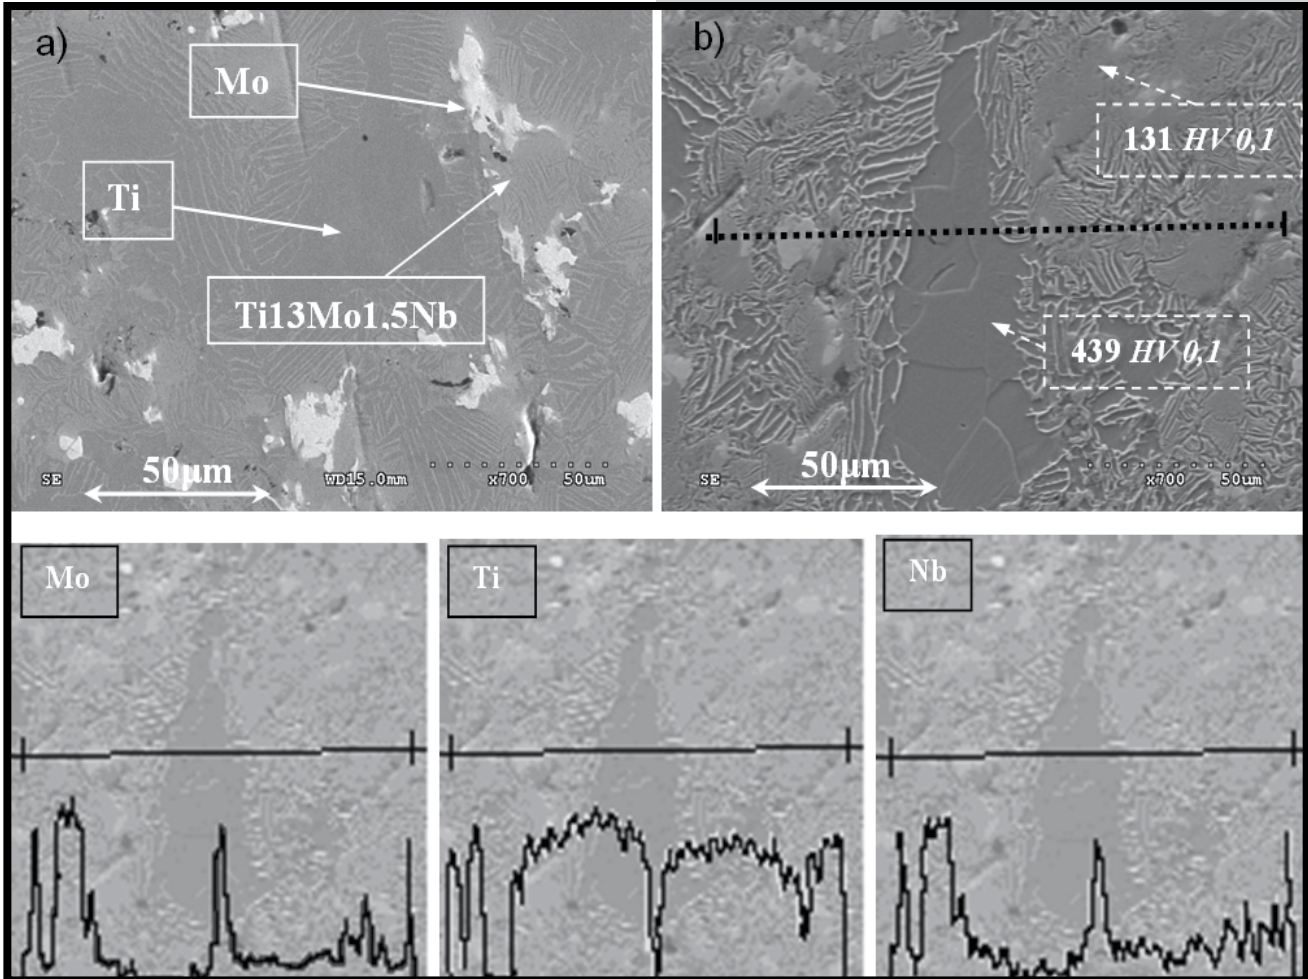 a)
Mo
Ti
Ti13Mo1,5Nb
50µm
SE
WD15.0mm
x700
50um
b)
131 HV 0,1
439 HV 0,1
50µm
SE
x700
50um
Mo
Ti
Nb